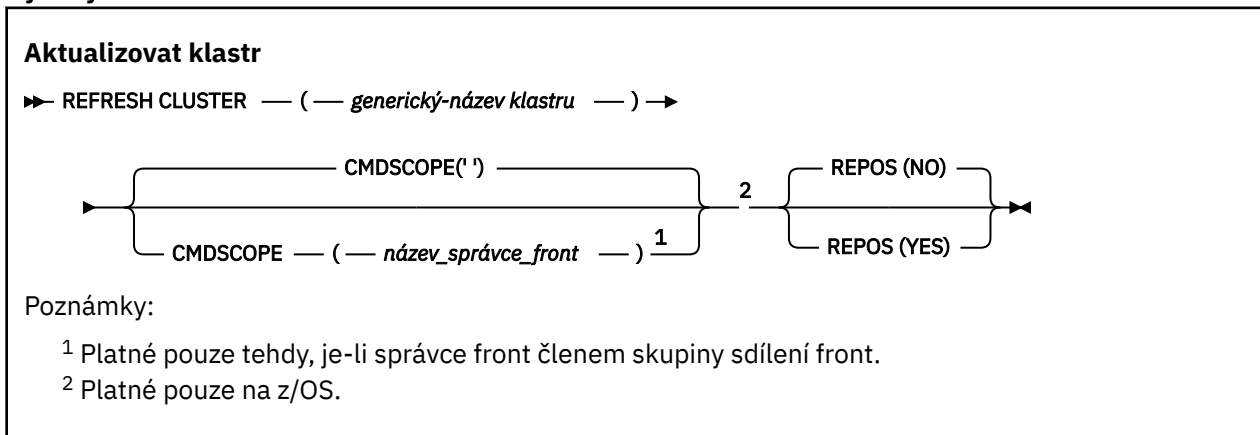 Aktualizovat klastr
REFRESH CLUSTER ( generický-název klastru )
CMDSCOPE(' ')
CMDSCOPE ( název_správce_front ) 1
2
REPOS (NO)
REPOS (YES)
Poznámky:
1 Platné pouze tehdy, je-li správce front členem skupiny sdílení front.
2 Platné pouze na z/OS.